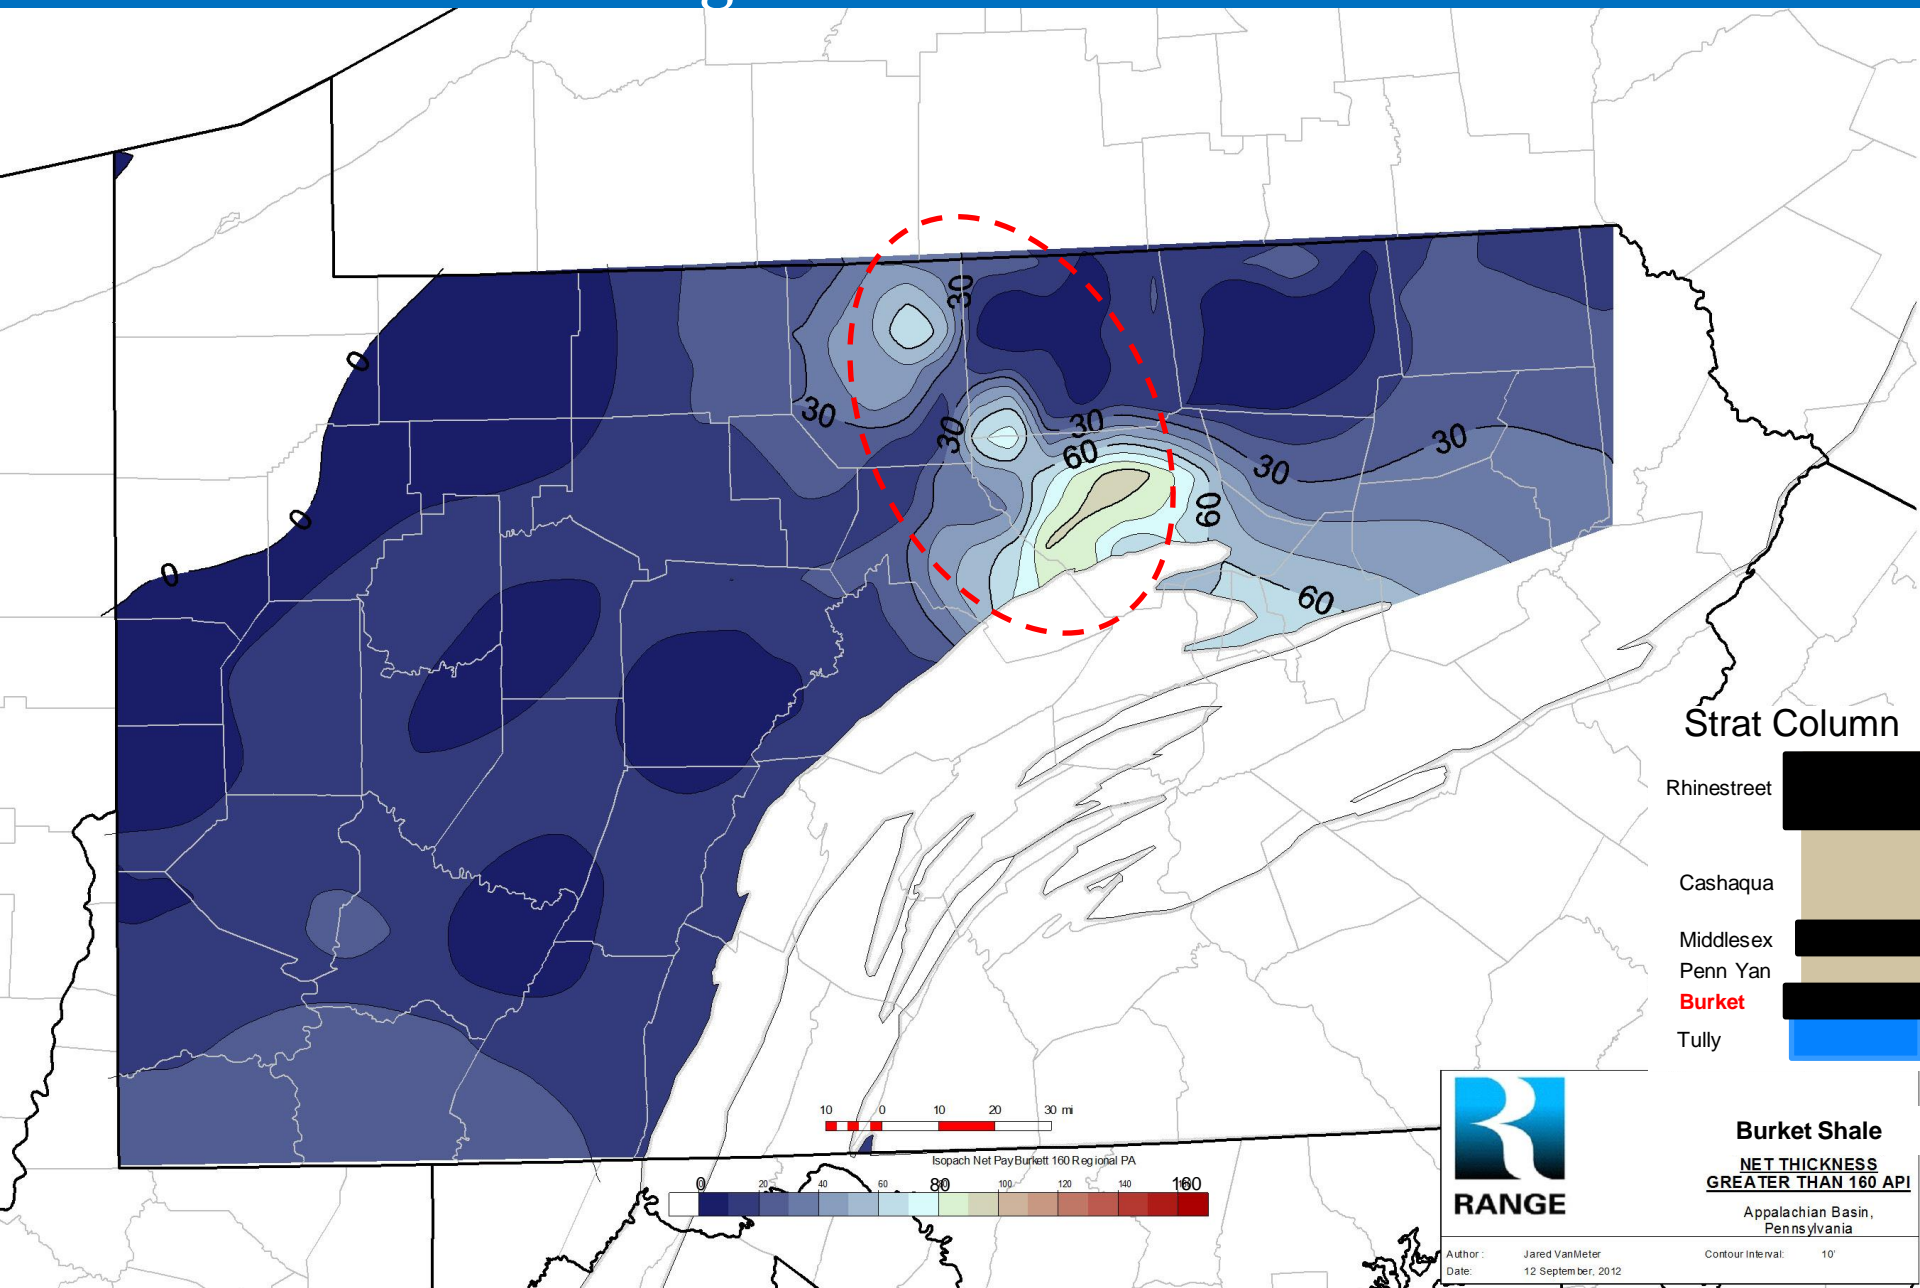 0
0
0
30
30
30
30
60
30
30
60
60
Strat Column
Rhinestreet
Cashaqua
Middlesex
Penn Yan
Burket
Tully
10 0 10 20 30 mi
Isopach Net Pay Burkett 160 Regional PA
0 20 40 60 80 100 120 140 160
RANGE
Burket Shale
NET THICKNESS
GREATER THAN 160 API
Appalachian Basin,
Pennsylvania
Author : Jared VanMeter Contour Interval: 10'
Date: 12 September, 2012